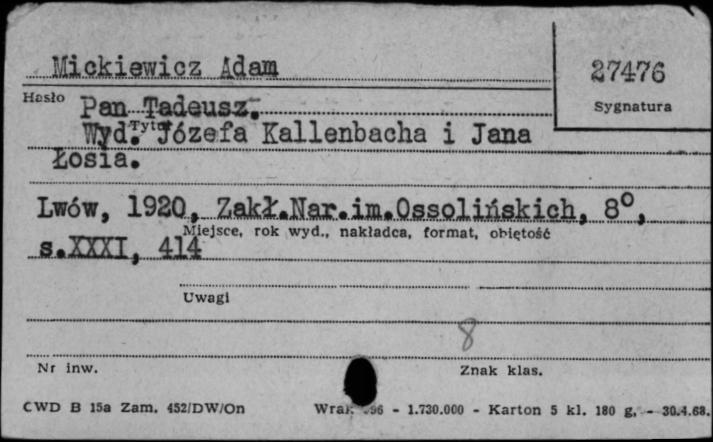 Mickiewicz Adam
27476
Hasło
Sygnatura
Pan Tadeusz.
Tytuł
Wyd. Józefa Kallenbacha i Jana
Łosia.
Lwów, 1920, Zakł.Nar.im.Ossolińskich, 8°,
Miejsce, rok wyd., nakładca, format, objętość
s.XXXI, 414
Uwagi
8
Nr inw.
Znak klas.
CWD B 15a Zam. 452/DW/On
- 1.730.000 - Karton 5 kl. 180 g, - 30.4.68.